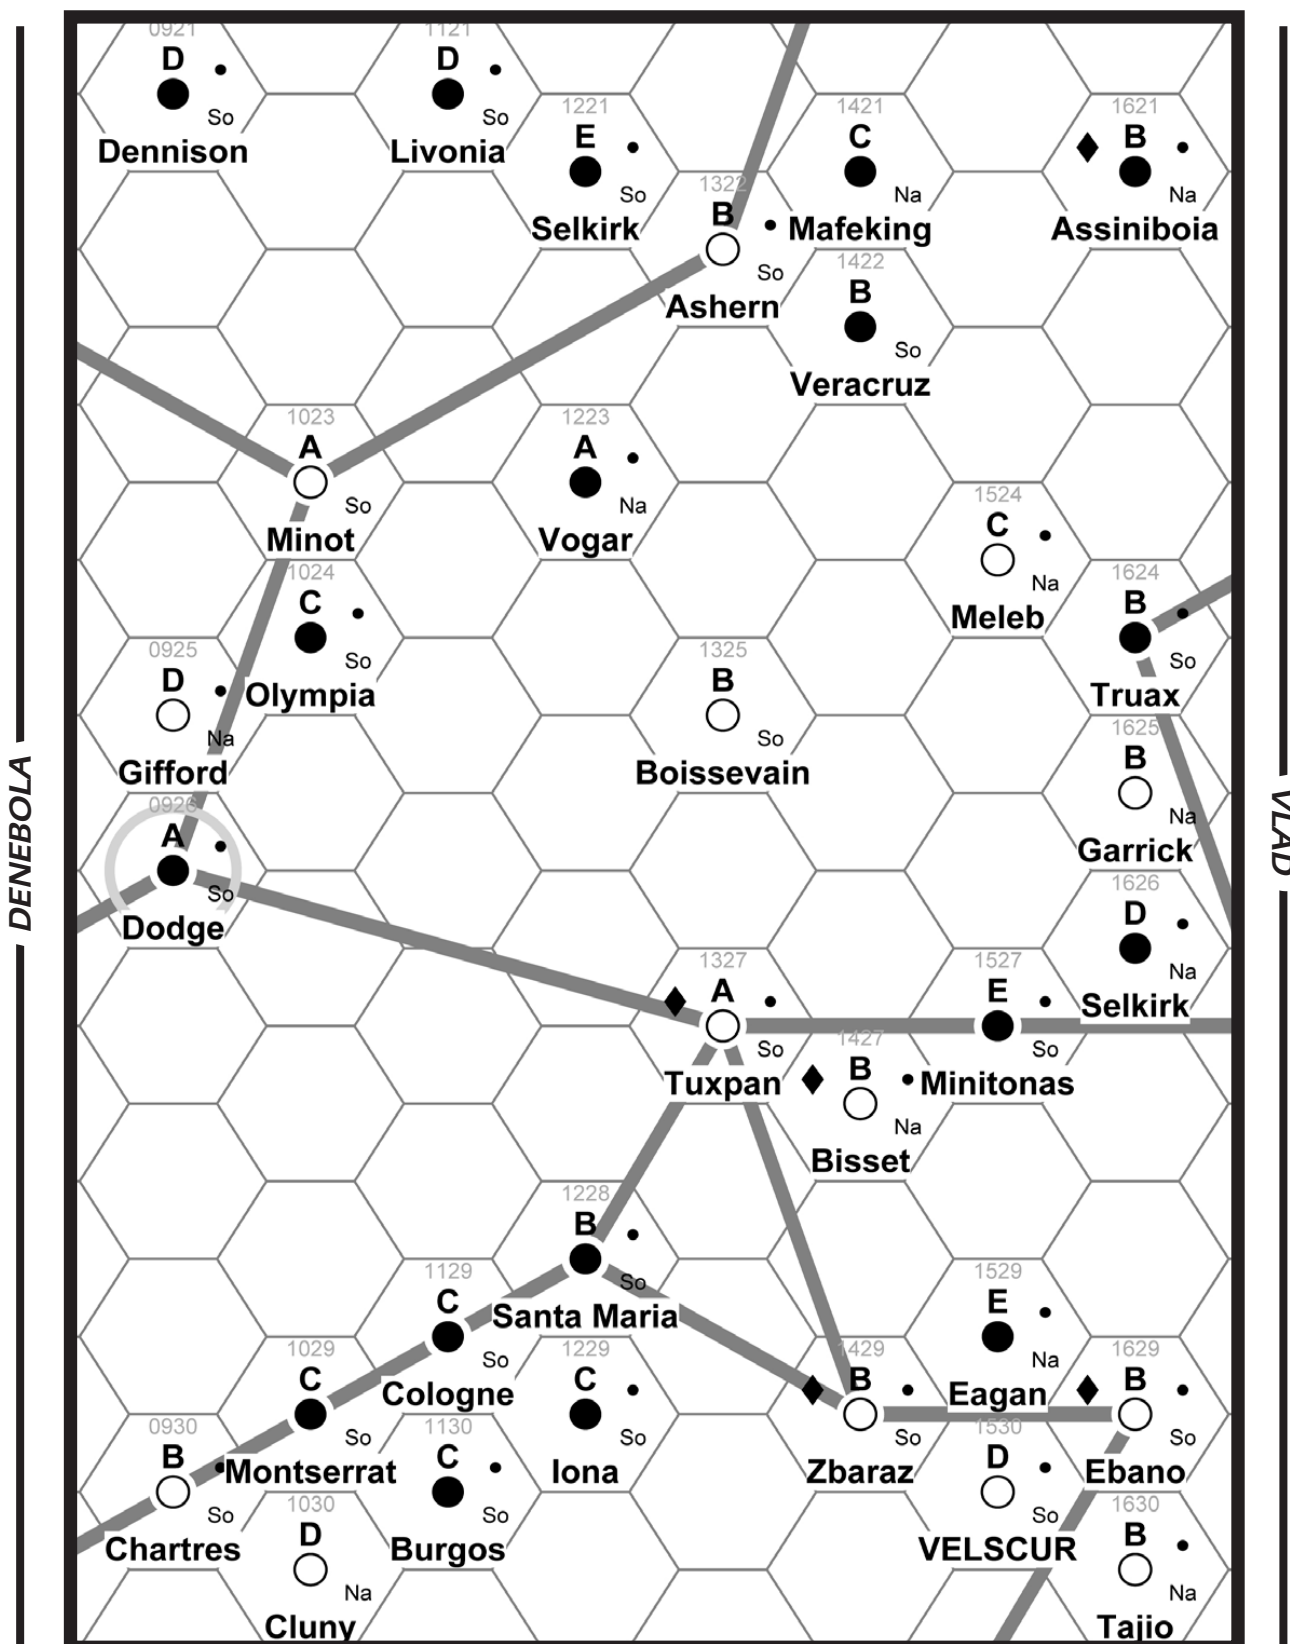 0921
D
So
Dennison
1121
D
So
Livonia
1221
E
So
Selkirk
1421
C
Na
Mafeking
1621
B
Na
Assiniboia
1322
B
So
Ashern
1422
B
So
Veracruz
1023
A
So
Minot
1223
A
Na
Vogar
1524
C
Na
Meleb
1024
C
So
Olympia
1624
B
So
Truax
0925
D
Na
Gifford
1325
B
So
Boissevain
1625
B
Na
Garrick
DENEBOLA
VLAD
0926
A
So
Dodge
1626
D
Na
Selkirk
1327
A
So
Tuxpan
1527
E
So
Minitonas
1427
B
Na
Bisset
1228
B
So
Santa Maria
1129
C
So
Cologne
1529
E
Na
Eagan
1029
C
So
Montserrat
1229
C
So
Iona
1429
B
So
Zbaraz
1629
B
So
Ebano
0930
B
So
Chartres
1130
C
So
Burgos
1530
D
So
VELSCUR
1030
D
Na
Cluny
1630
B
Na
Tajio